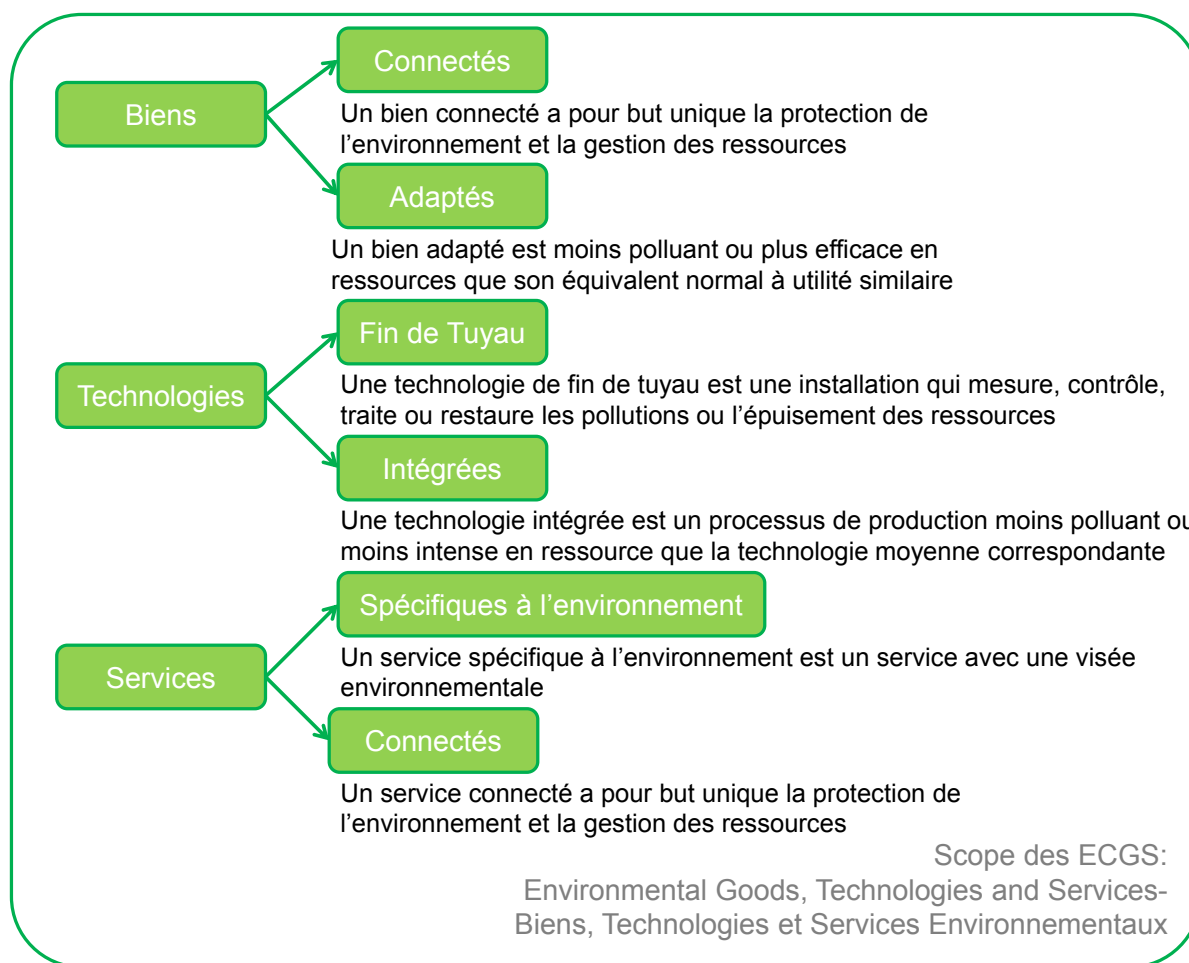 Connectés
Biens
Un bien connecté a pour but unique la protection de
l’environnement et la gestion des ressources
Adaptés
Un bien adapté est moins polluant ou plus efficace en
ressources que son équivalent normal à utilité similaire
Fin de Tuyau
Technologies
Une technologie de fin de tuyau est une installation qui mesure, contrôle,
traite ou restaure les pollutions ou l’épuisement des ressources
Intégrées
Une technologie intégrée est un processus de production moins polluant ou
moins intense en ressource que la technologie moyenne correspondante
Spécifiques à l’environnement
Services
Un service spécifique à l’environnement est un service avec une visée
environnementale
Connectés
Un service connecté a pour but unique la protection de
l’environnement et la gestion des ressources
Scope des ECGS:
Environmental Goods, Technologies and Services-
Biens, Technologies et Services Environnementaux